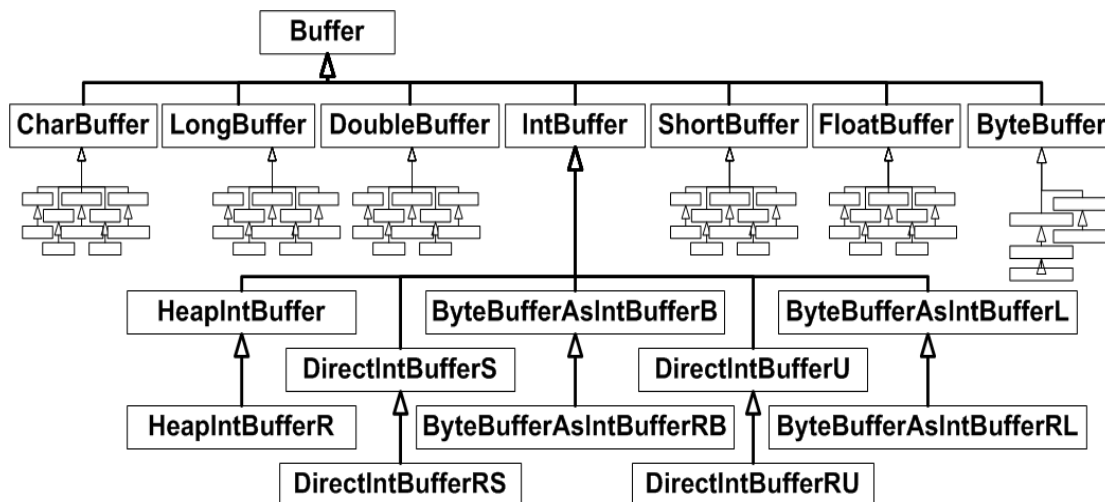 Buffer
CharBuffer LongBuffer DoubleBuffer IntBuffer ShortBuffer FloatBuffer ByteBuffer
HeapIntBuffer ByteBufferAsIntBufferB ByteBufferAsIntBufferL
DirectIntBufferS DirectIntBufferU
HeapIntBufferR ByteBufferAsIntBufferRB ByteBufferAsIntBufferRL
DirectIntBufferRS DirectIntBufferRU